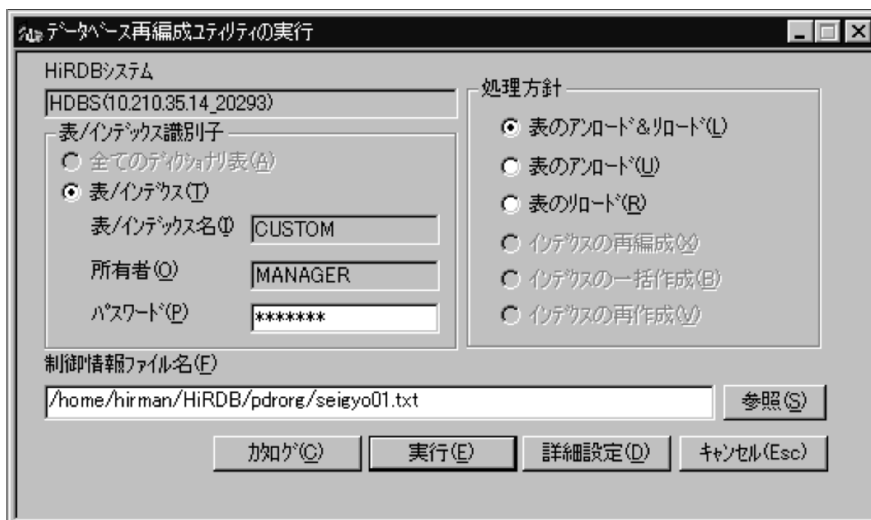 データベース再編成ユティリティの実行
HiRDBシステム
HDBS(10.210.35.14_20293)
表/インデックス識別子
全てのディクショナリ表(A)
表/インデクス(T)
表/インデックス名(I)
CUSTOM
所有者(O)
MANAGER
パスワード(P)
*******
処理方針
表のアンロード&リロード(L)
表のアンロード(U)
表のリロード(R)
インデクスの再編成(X)
インデクスの一括作成(B)
インデクスの再作成(V)
制御情報ファイル名(F)
/home/hirman/HiRDB/pdrorg/seigyo01.txt
参照(S)
カタログ(C)
実行(E)
詳細設定(D)
キャンセル(Esc)